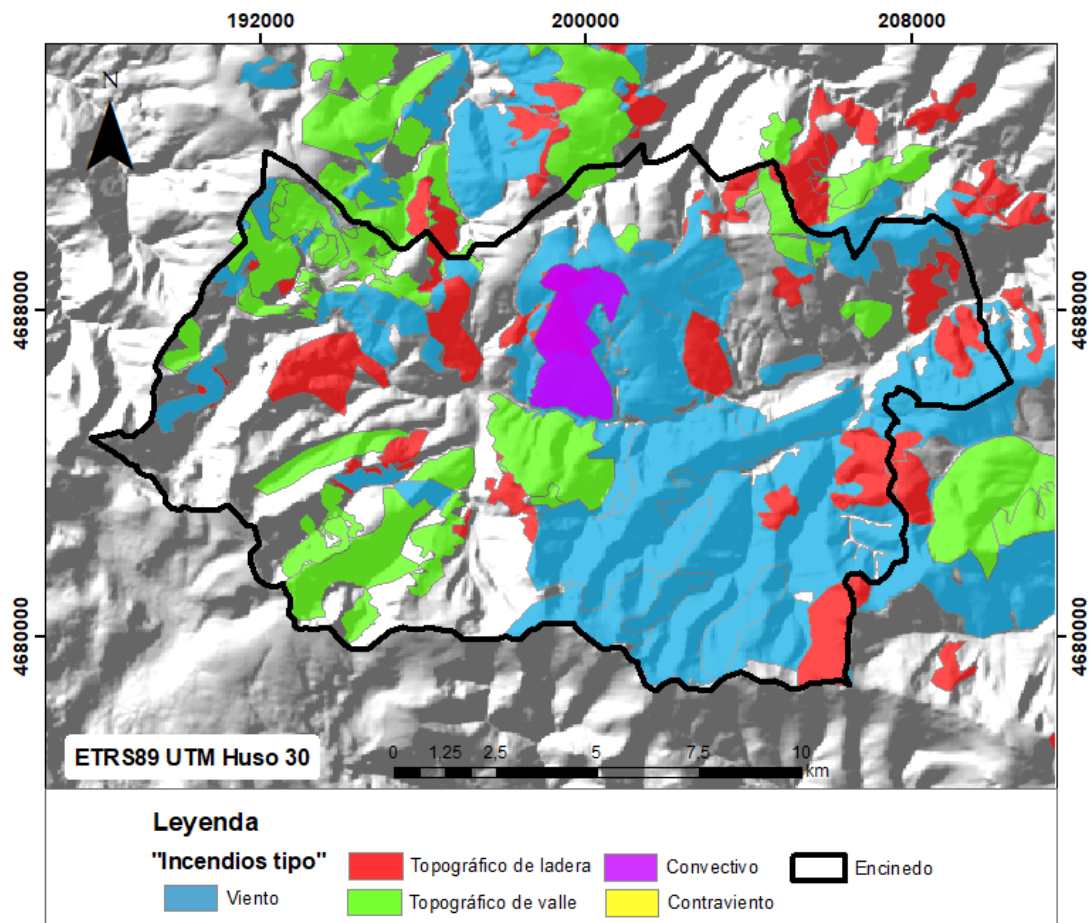 192000 200000 208000
N
4688000 4688000
4680000 4680000
ETRS89 UTM Huso 30
0 1,25 2,5 5 7,5 10
km
Leyenda
"Incendios tipo"
Viento
Topográfico de ladera
Topográfico de valle
Convectivo
Contraviento
Encinedo